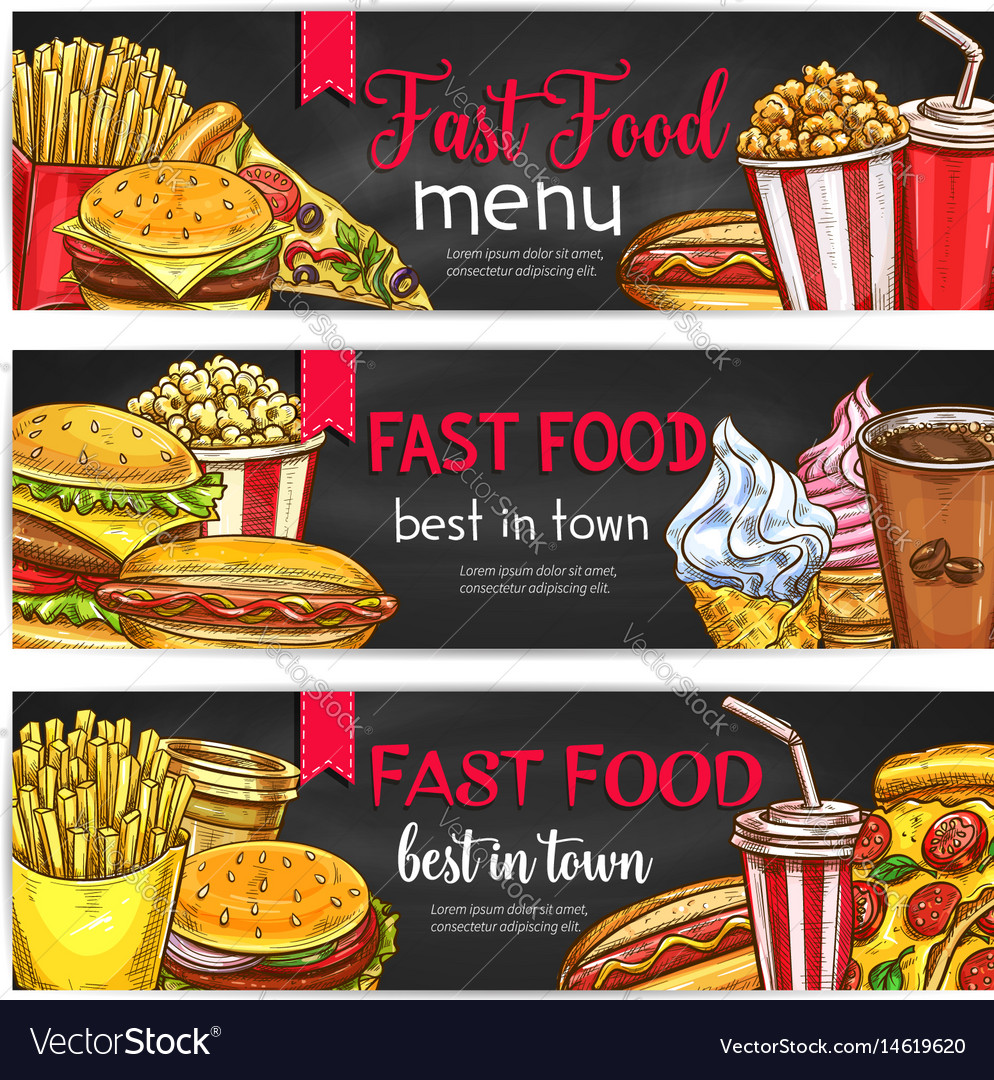 Fast Food
menu
Lorem ipsum dolor sit amet,
consectetur adipiscing elit.
FAST FOOD
best in town
Lorem ipsum dolor sit amet,
consectetur adipiscing elit.
FAST FOOD
best in town
Lorem ipsum dolor sit amet,
consectetur adipiscing elit.
VectorStock®
VectorStock.com/14619620